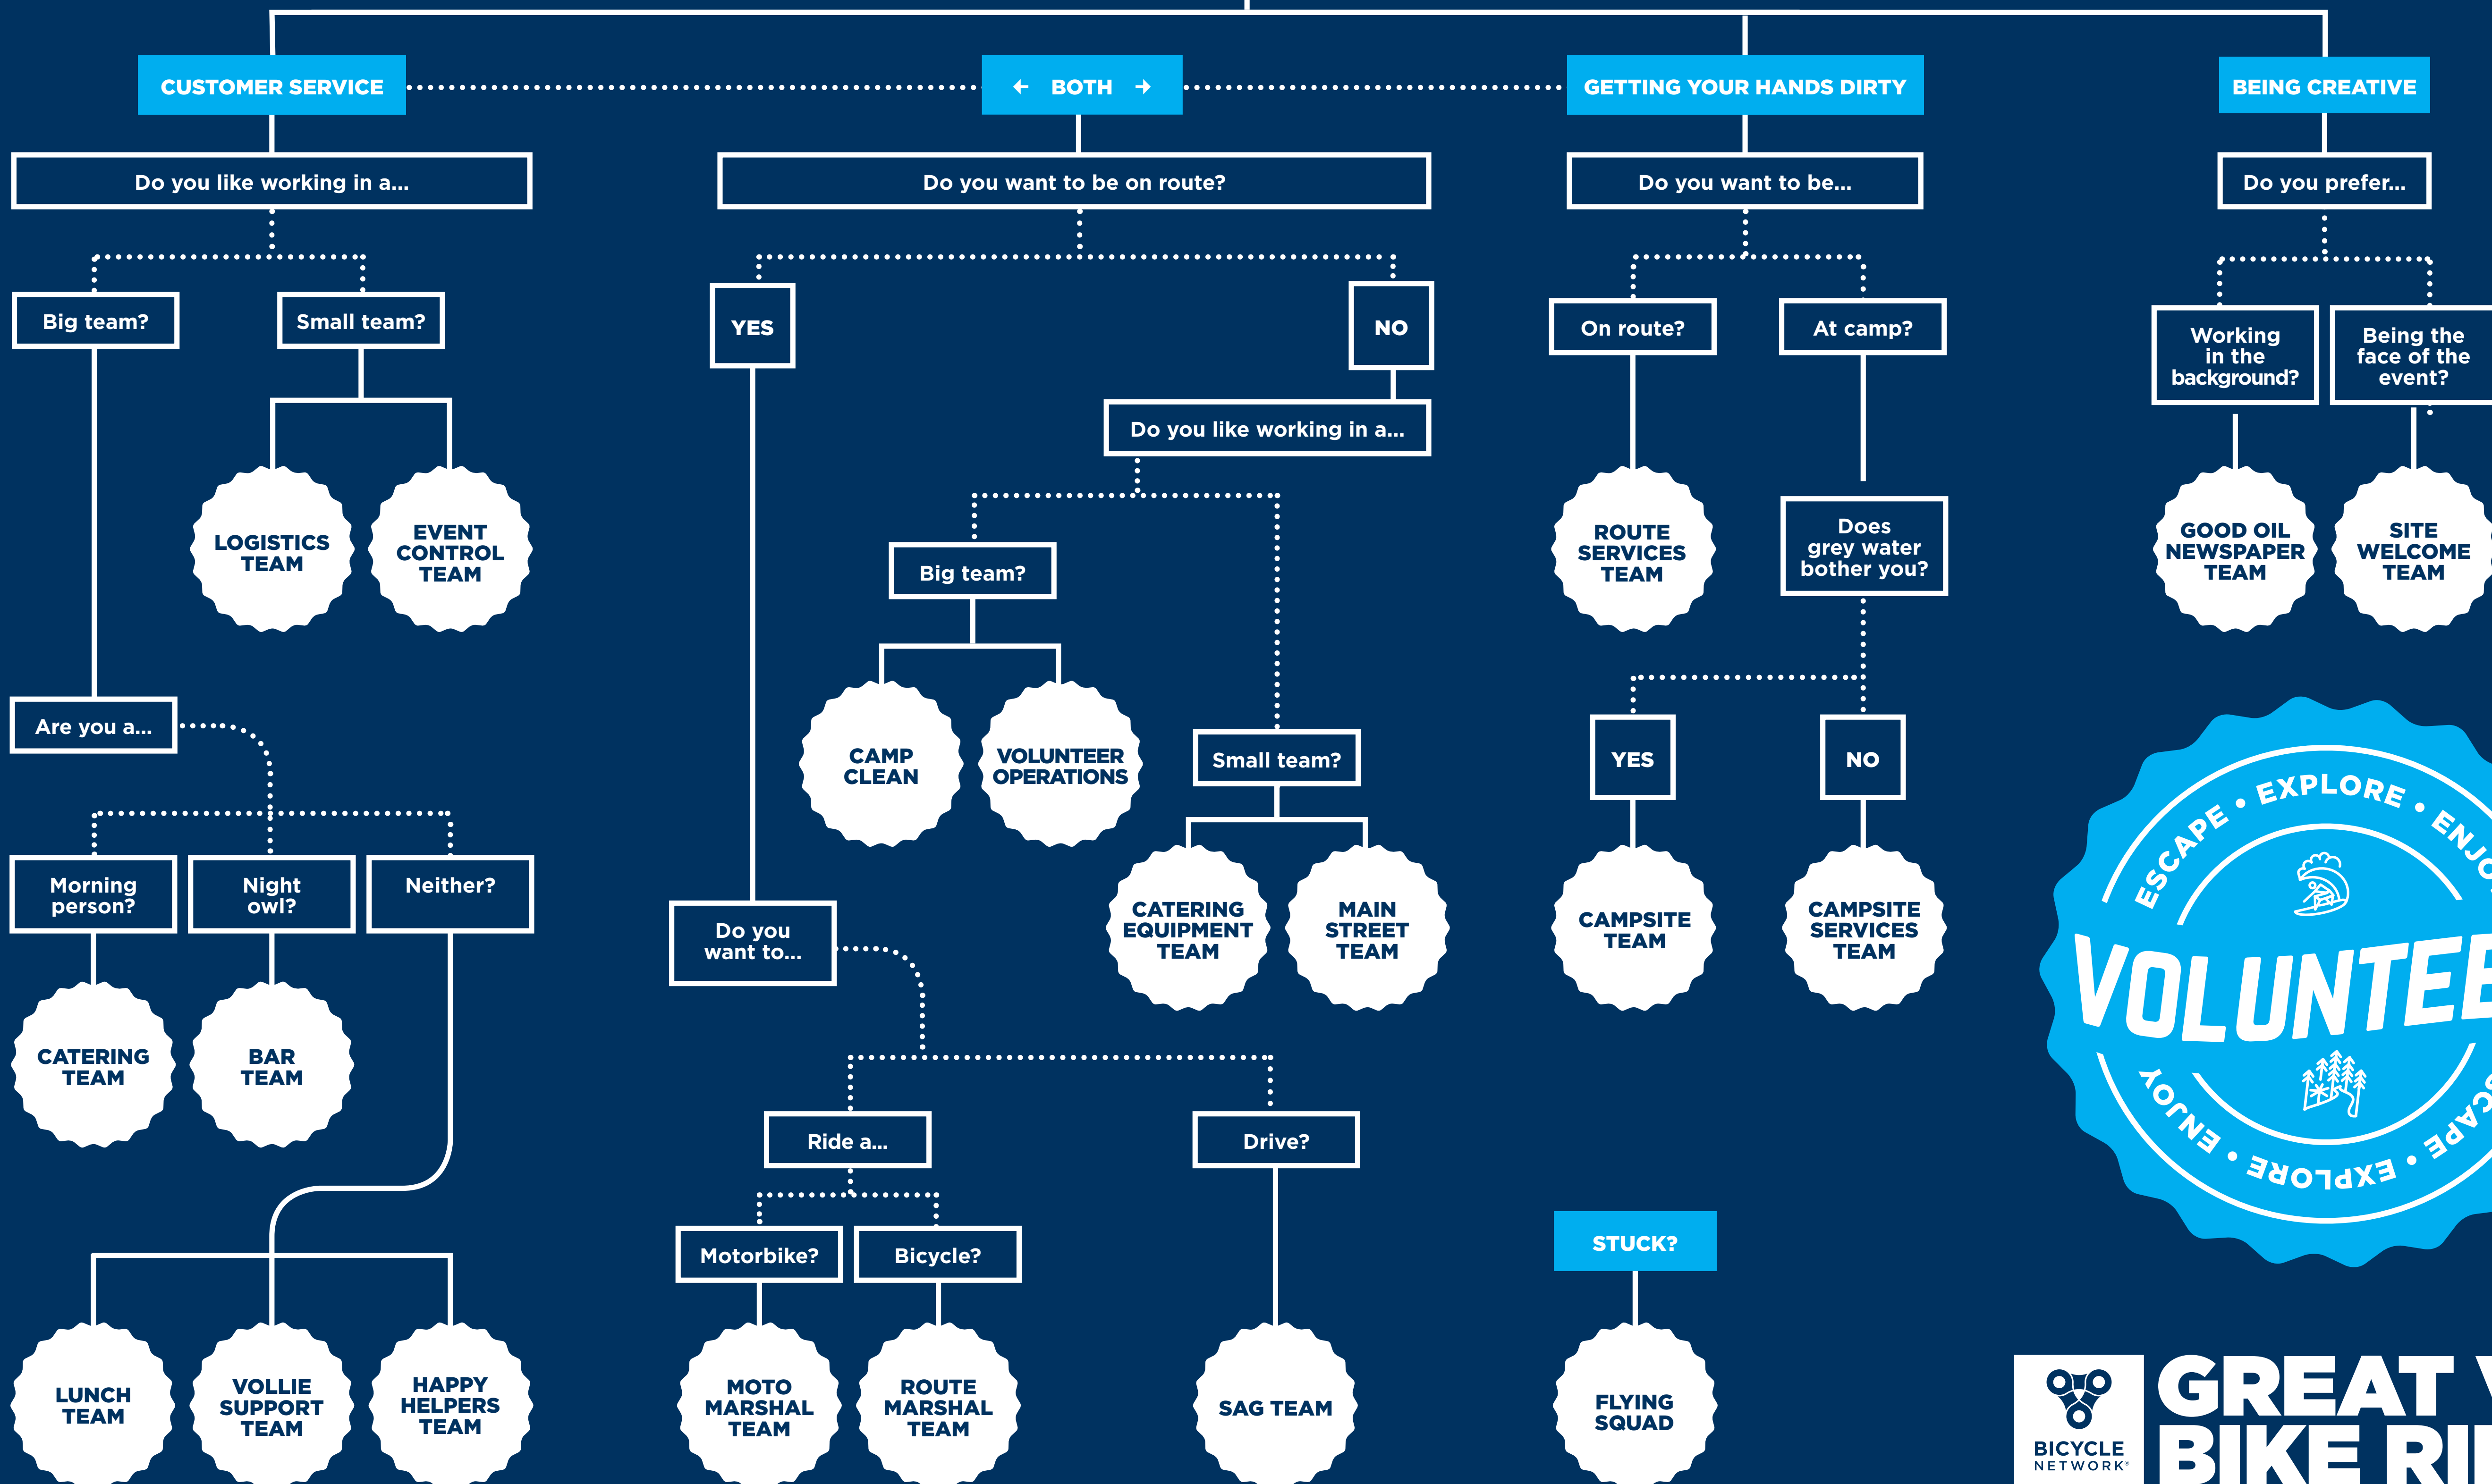 CUSTOMER SERVICE
← BOTH →
GETTING YOUR HANDS DIRTY
BEING CREATIVE
Do you like working in a...
Do you want to be on route?
Do you want to be...
Do you prefer...
Big team?
Small team?
YES
NO
On route?
At camp?
Working
in the
background?
Being the
face of the
event?
Do you like working in a...
LOGISTICS
TEAM
EVENT
CONTROL
TEAM
Big team?
ROUTE
SERVICES
TEAM
Does
grey water
bother you?
GOOD OIL
NEWSPAPER
TEAM
SITE
WELCOME
TEAM
Are you a...
CAMP
CLEAN
VOLUNTEER
OPERATIONS
Small team?
YES
NO
Morning
person?
Night
owl?
Neither?
Do you
want to...
CATERING
EQUIPMENT
TEAM
MAIN
STREET
TEAM
CAMPSITE
TEAM
CAMPSITE
SERVICES
TEAM
ESCAPE • EXPLORE • ENJO
VOLUNTEE
CAPE • EXPLORE • ENJOY
CATERING
TEAM
BAR
TEAM
Ride a...
Drive?
Motorbike?
Bicycle?
STUCK?
LUNCH
TEAM
VOLLIE
SUPPORT
TEAM
HAPPY
HELPERS
TEAM
MOTO
MARSHAL
TEAM
ROUTE
MARSHAL
TEAM
SAG TEAM
FLYING
SQUAD
BICYCLE
NETWORK®
GREAT V
BIKE RI